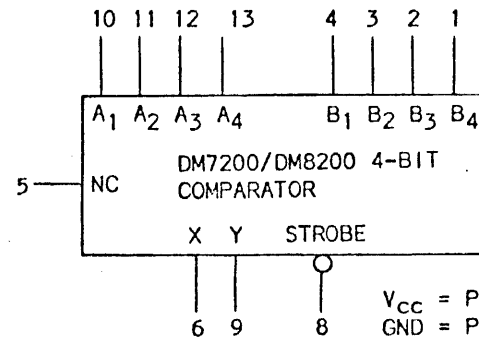 10 11 12 13 4 3 2 1
A1 A2 A3 A4 B1 B2 B3 B4
DM7200/DM8200 4-BIT
5 NC COMPARATOR
X Y STROBE
6 9 8
VCC = P
GND = P